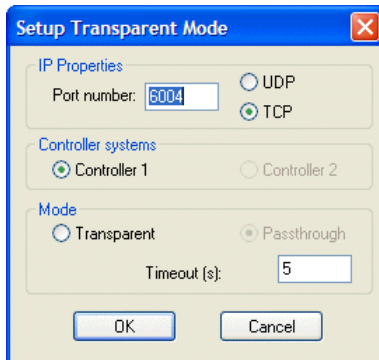 Setup Transparent Mode
IP Properties
Port number: 6004
UDP
TCP
Controller systems
Controller 1 Controller 2
Mode
Transparent Passthrough
Timeout (s): 5
OK Cancel